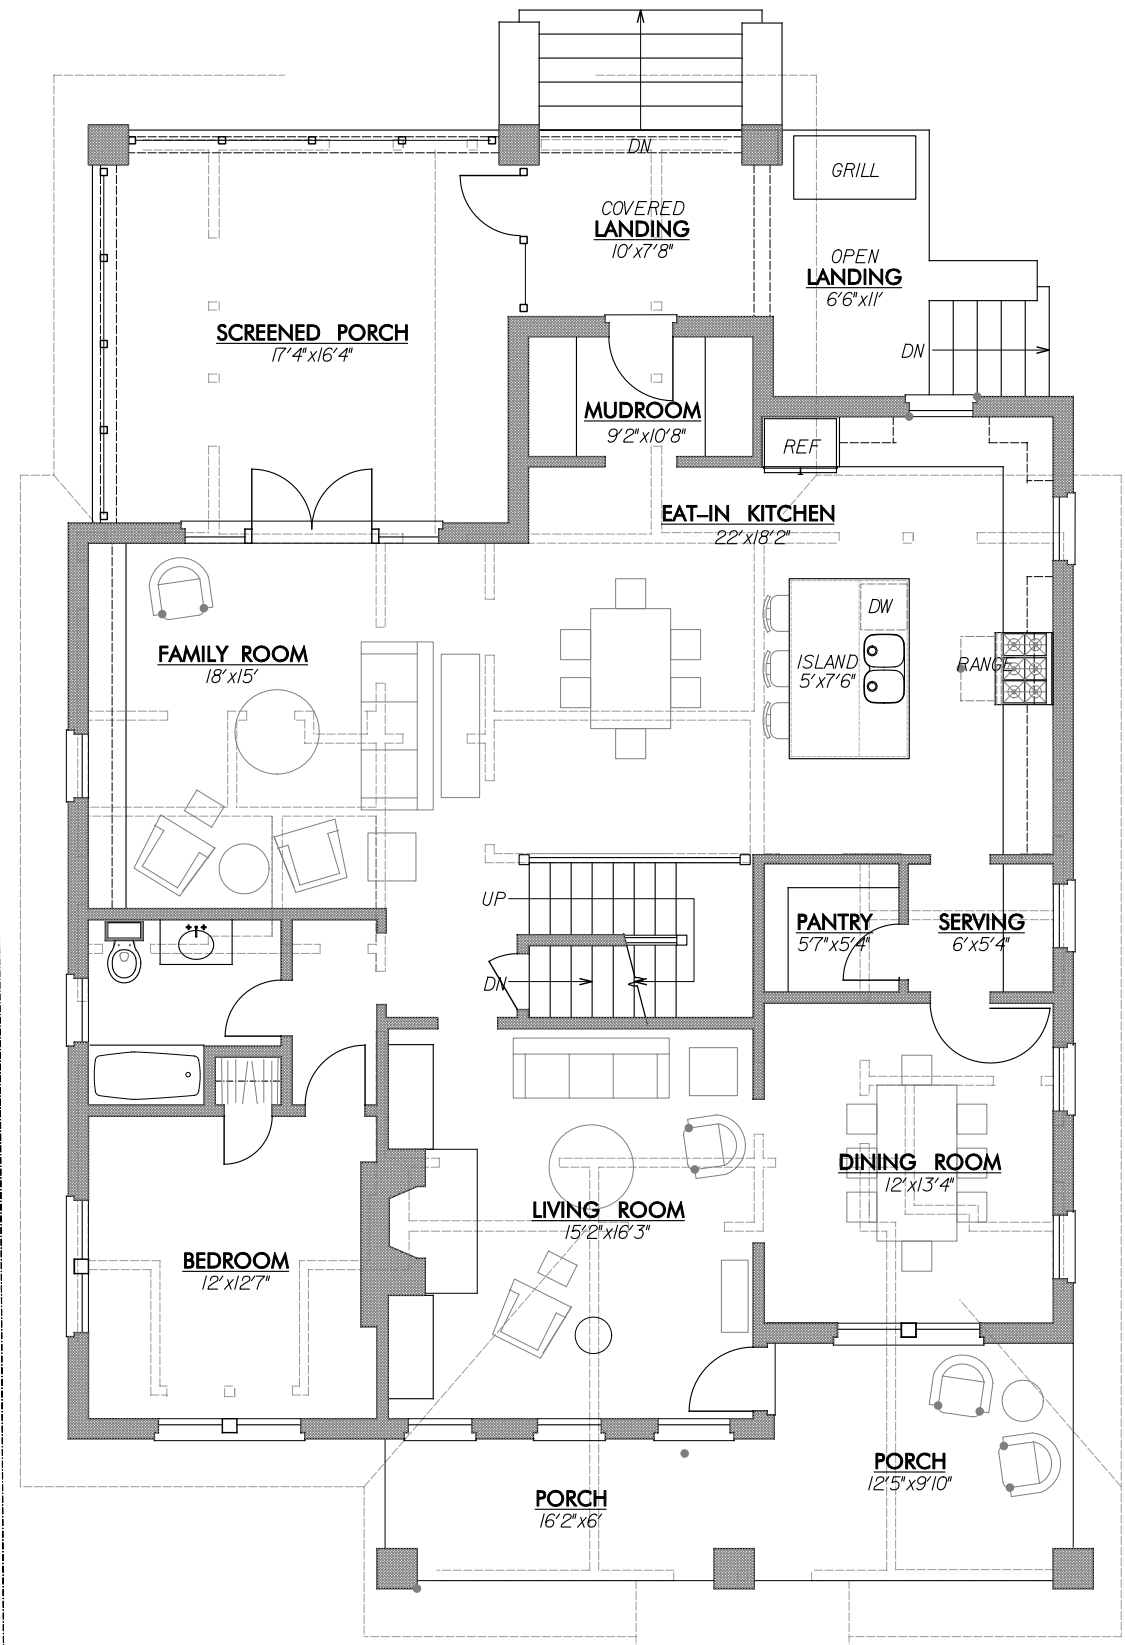 DN
GRILL
COVERED
LANDING
10'x7'8"
OPEN
LANDING
6'6"x11'
SCREENED PORCH
17'4"x16'4"
DN
MUDROOM
9'2"x10'8"
REF
EAT-IN KITCHEN
22'x18'2"
DW
FAMILY ROOM
18'x15'
ISLAND
5'x7'6"
RANGE
UP
PANTRY
5'7"x5'4"
SERVING
6'x5'4"
DN
DINING ROOM
12'x13'4"
LIVING ROOM
15'2"x16'3"
BEDROOM
12'x12'7"
PORCH
12'5"x9'10"
PORCH
16'2"x6'